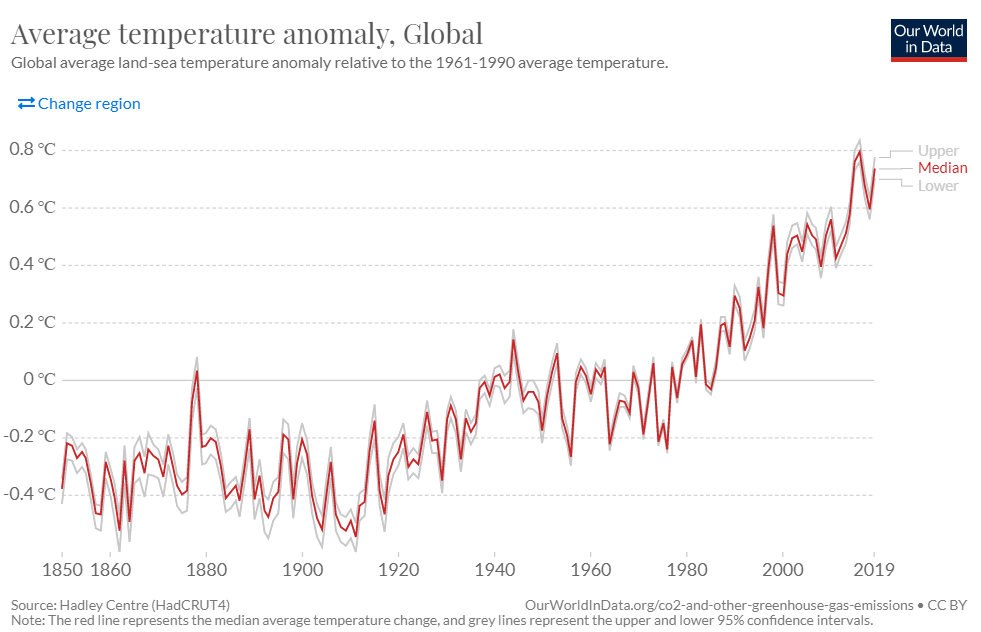 Average temperature anomaly, Global
Global average land-sea temperature anomaly relative to the 1961-1990 average temperature.
Our World
in Data
⇄ Change region
0.8 °C
0.6 °C
0.4 °C
0.2 °C
0 °C
-0.2 °C
-0.4 °C
Upper
Median
Lower
1850 1860 1880 1900 1920 1940 1960 1980 2000 2019
Source: Hadley Centre (HadCRUT4)
OurWorldInData.org/co2-and-other-greenhouse-gas-emissions • CC BY
Note: The red line represents the median average temperature change, and grey lines represent the upper and lower 95% confidence intervals.